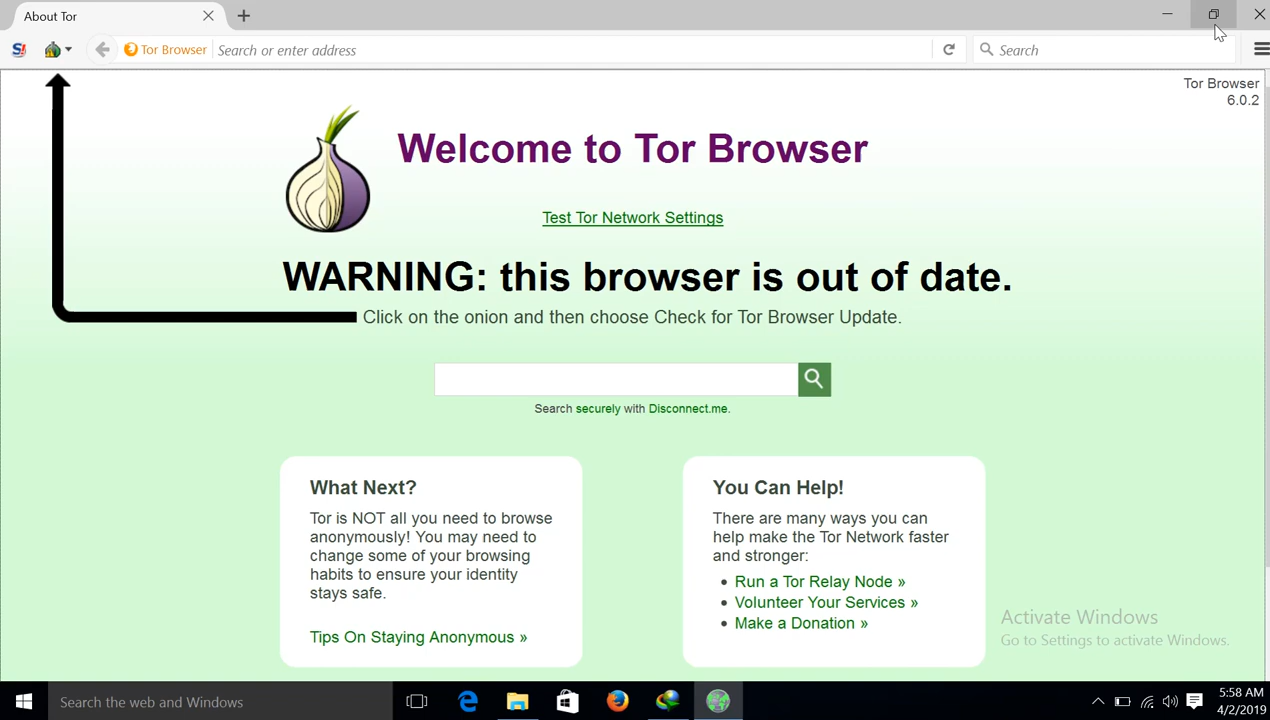 About Tor
Tor Browser
Search or enter address
Search
Tor Browser
6.0.2
Welcome to Tor Browser
Test Tor Network Settings
WARNING: this browser is out of date.
Click on the onion and then choose Check for Tor Browser Update.
Search securely with Disconnect.me.
What Next?
Tor is NOT all you need to browse
anonymously! You may need to
change some of your browsing
habits to ensure your identity
stays safe.
Tips On Staying Anonymous »
You Can Help!
There are many ways you can
help make the Tor Network faster
and stronger:
Run a Tor Relay Node »
Volunteer Your Services »
Make a Donation »
Activate Windows
Go to Settings to activate Windows.
Search the web and Windows
5:58 AM
4/2/2019